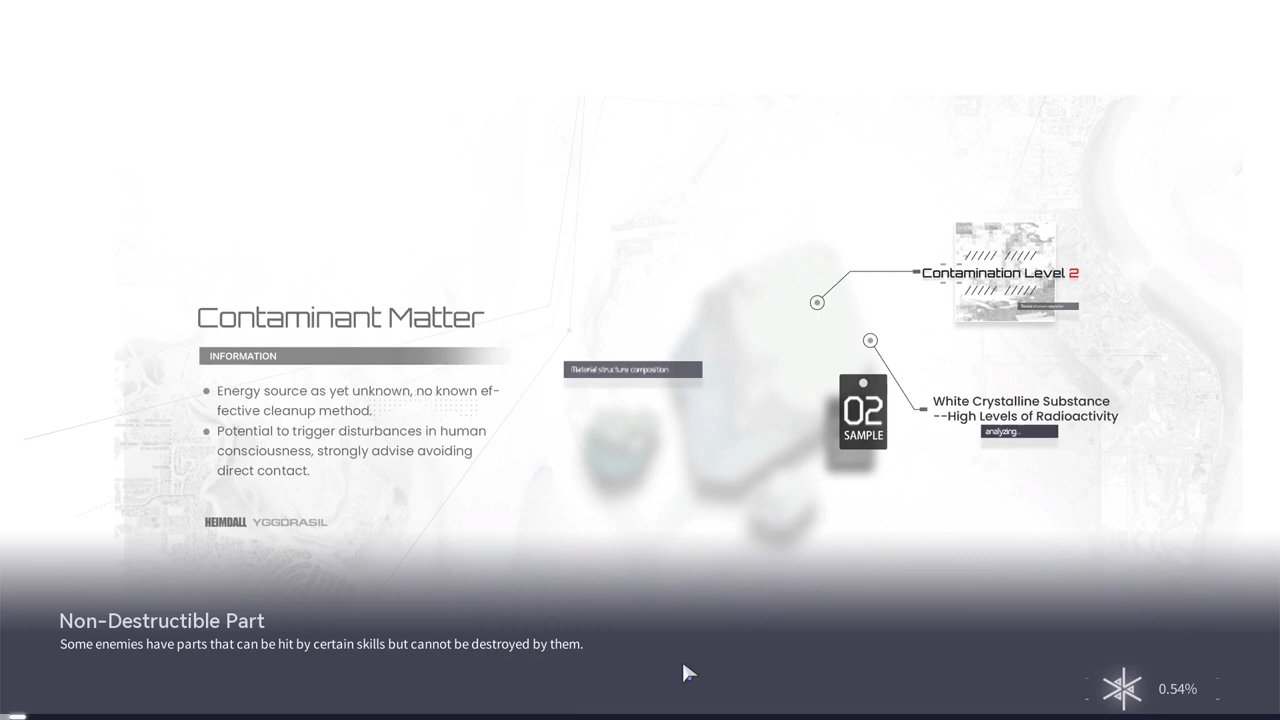 Contamination Level 2
Contaminant Matter
INFORMATION
Energy source as yet unknown, no known ef-
fective cleanup method.
Potential to trigger disturbances in human
consciousness, strongly advise avoiding
direct contact.
Material structure composition
02
SAMPLE
White Crystalline Substance
--High Levels of Radioactivity
analyzing...
HEIMDALL YGGDRASIL
Non-Destructible Part
Some enemies have parts that can be hit by certain skills but cannot be destroyed by them.
0.54%